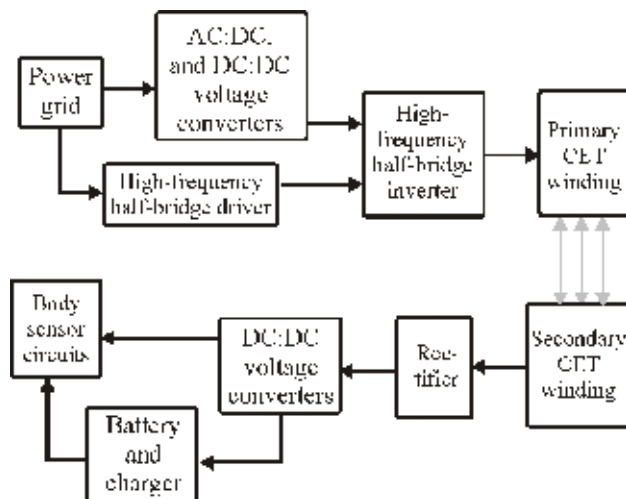 Power
grid
AC:DC,
and DC:DC
voltage
converters
High-frequency
half-bridge driver
High-
frequency
half-bridge
inverter
Primary
CET
winding
Secondary
CET
winding
Rec-
tifier
DC:DC
voltage
converters
Body
sensor
circuits
Battery
and
charger